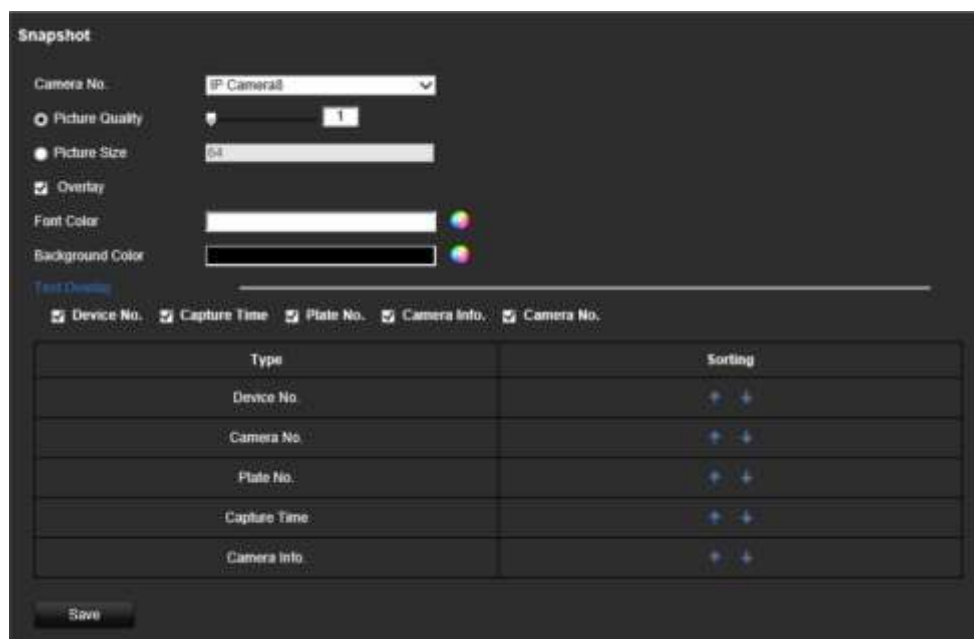 Snapshot
Camera No. IP Camera8
Picture Quality 1
Picture Size 64
Overlay
Font Color
Background Color
Text Overlay
Device No. Capture Time Plate No. Camera Info. Camera No.
Type Sorting
Device No.
Camera No.
Plate No.
Capture Time
Camera Info.
Save